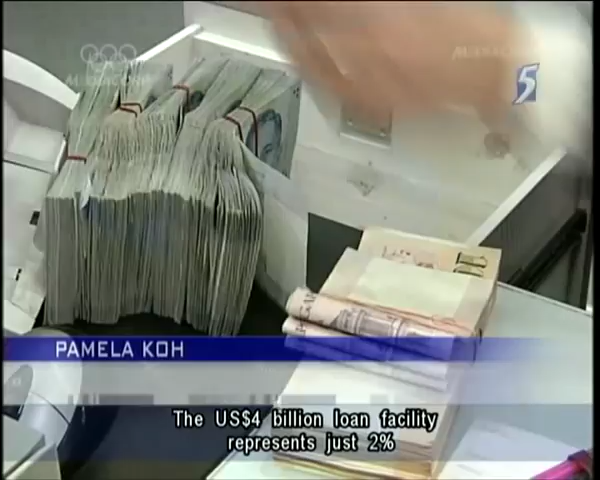 5
PAMELA KOH
The US$4 billion loan facility
represents just 2%